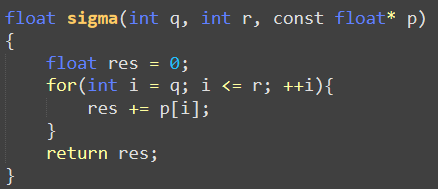 float sigma(int q, int r, const float* p)
{
    float res = 0;
    for(int i = q; i <= r; ++i){
        res += p[i];
    }
    return res;
}